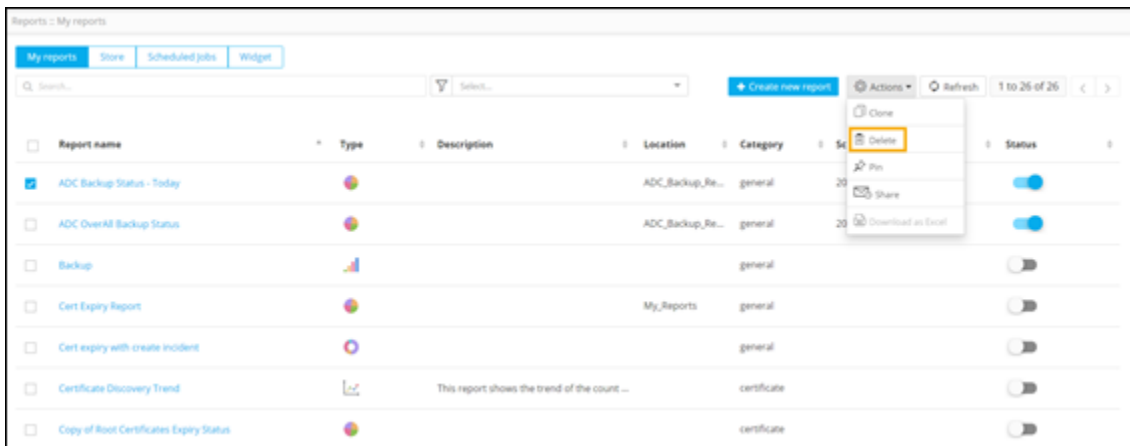 Reports :: My reports
My reports Store Scheduled Jobs Widget
Search... Select... + Create new report Actions Refresh 1 to 26 of 26
Clone
Report name Type Description Location Category Sc Delete Status
Pin
ADC Backup Status - Today ADC_Backup_Re... general 20
Share
ADC OverAll Backup Status ADC_Backup_Re... general 20 Download as Excel
Backup general
Cert Expiry Report My_Reports general
Cert expiry with create incident general
Certificate Discovery Trend This report shows the trend of the count ... certificate
Copy of Root Certificates Expiry Status certificate